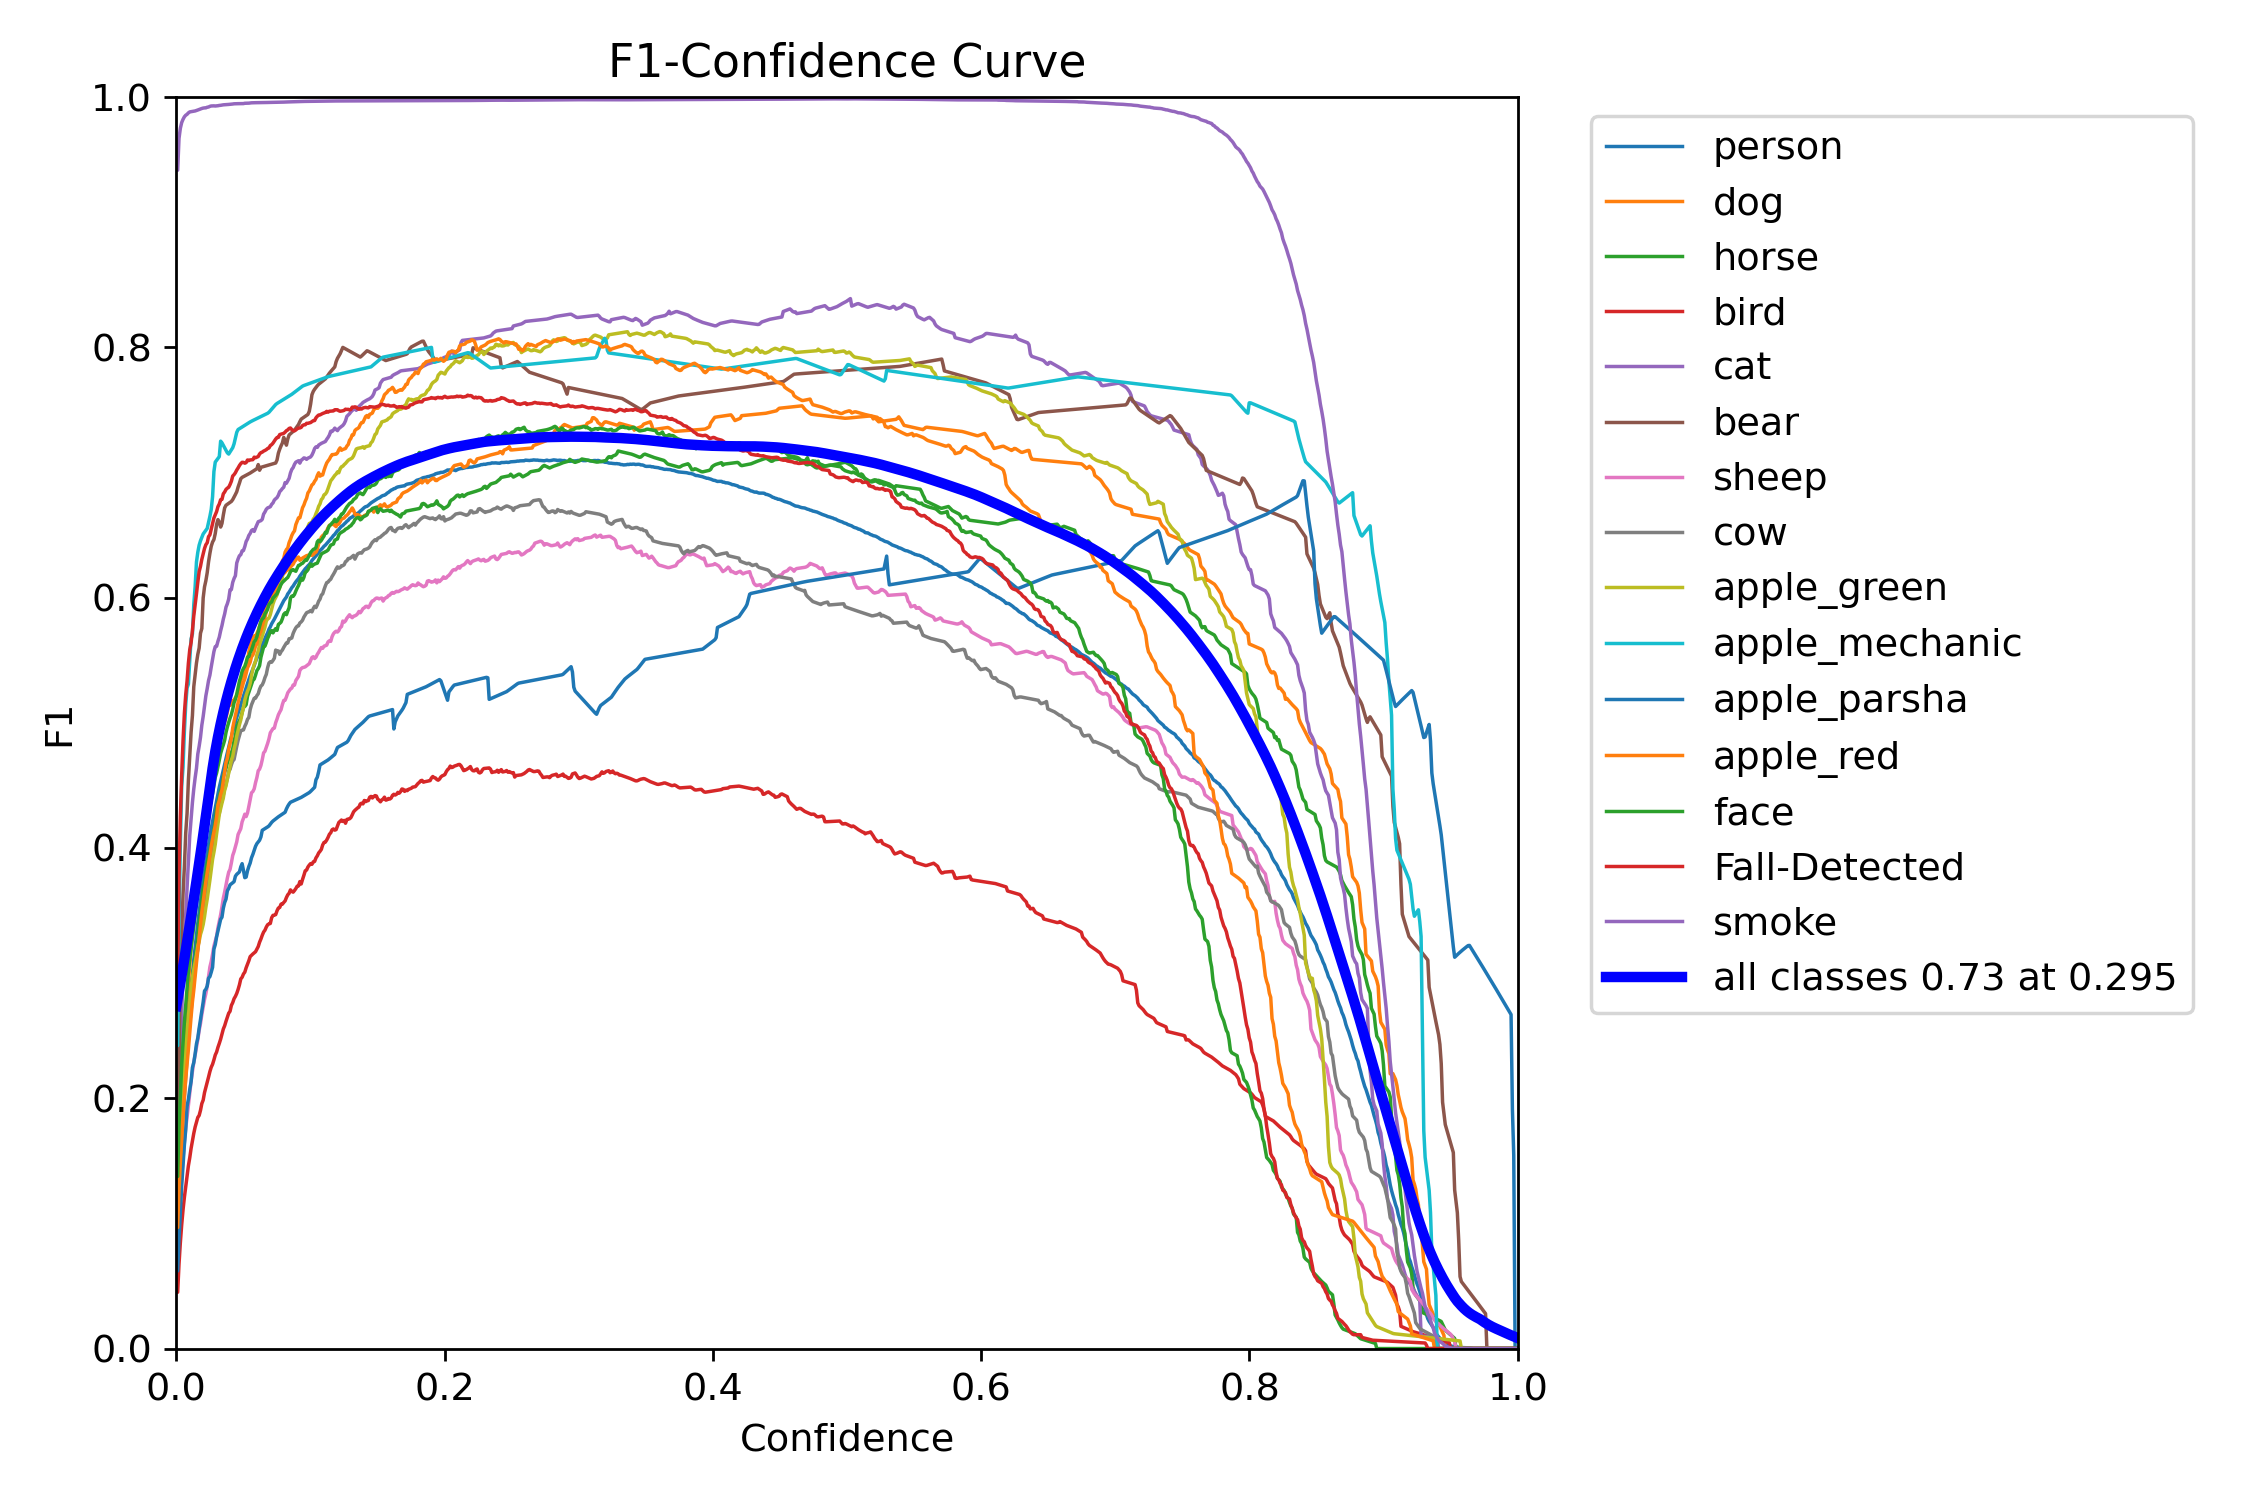 F1-Confidence Curve
1.0
0.8
0.6
0.4
0.2
0.0
F1
0.0 0.2 0.4 0.6 0.8 1.0
Confidence
person
dog
horse
bird
cat
bear
sheep
cow
apple_green
apple_mechanic
apple_parsha
apple_red
face
Fall-Detected
smoke
all classes 0.73 at 0.295